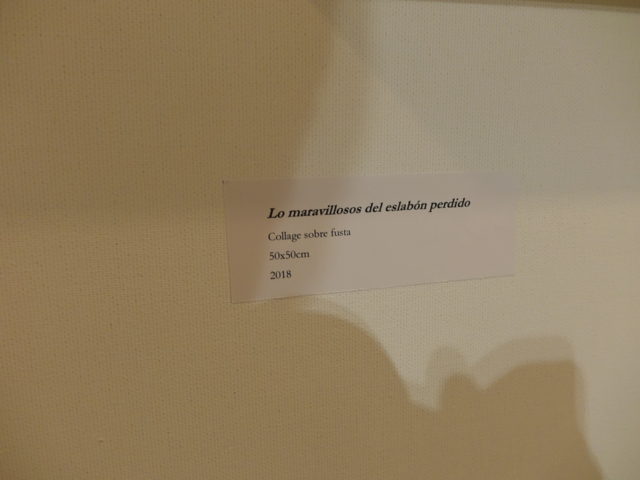 Lo maravillosos del eslabón perdido
Collage sobre fusta
50x50cm
2018